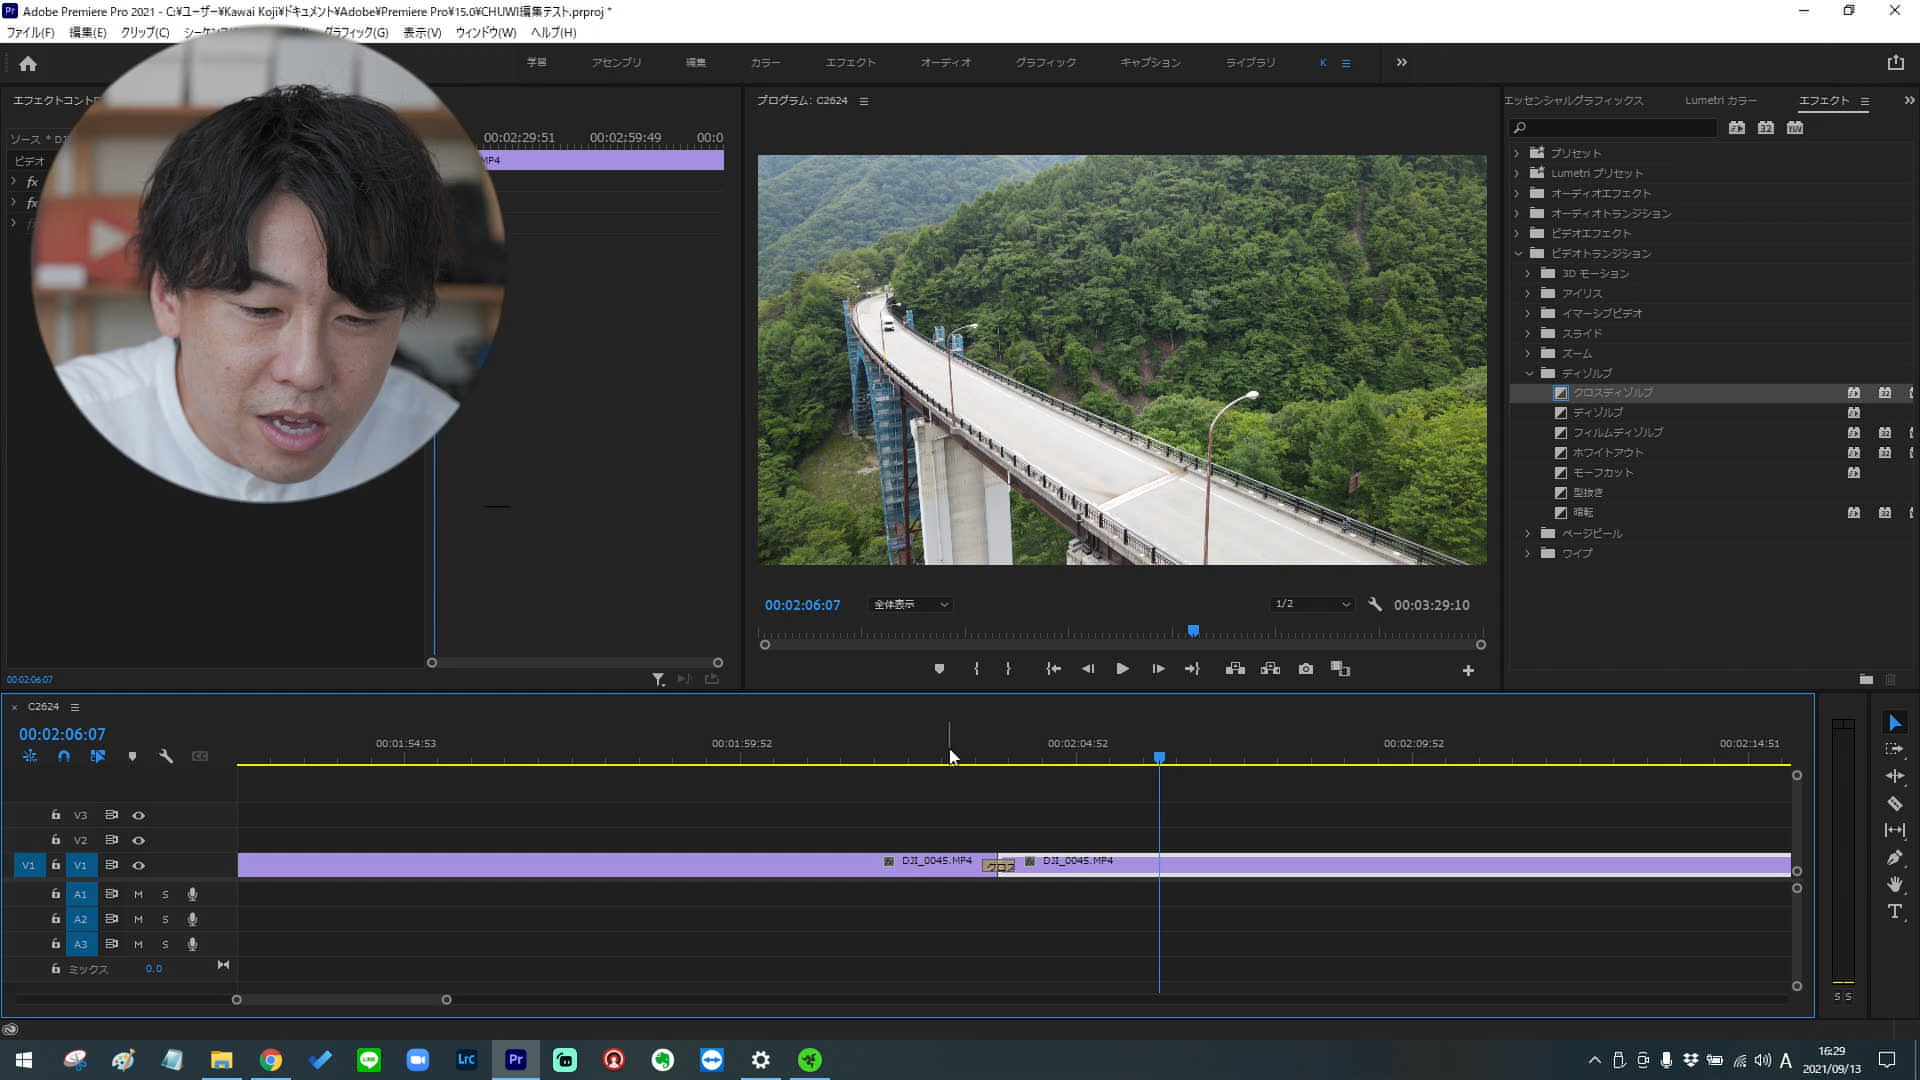 Adobe Premiere Pro 2021 - C:¥ユーザー¥Kawai Koji¥ドキュメント¥Adobe¥Premiere Pro¥15.0¥CHUWI編集テスト.prproj *
ファイル(F) 編集(E) クリップ(C) シーケンス グラフィック(G) 表示(V) ウィンドウ(W) ヘルプ(H)
学習 アセンブリ 編集 カラー エフェクト オーディオ グラフィック キャプション ライブラリ K
エフェクトコントロ
ソース * D
ビデオ
fx
fx
00:02:29:51 00:02:59:49 00:0
MP4
00:02:06:07
プログラム: C2624
00:02:06:07 全体表示 1/2 00:03:29:10
エッセンシャルグラフィックス Lumetri カラー エフェクト
プリセット
Lumetri プリセット
オーディオエフェクト
オーディオトランジション
ビデオエフェクト
ビデオトランジション
3D モーション
アイリス
イマーシブビデオ
スライド
ズーム
ディゾルブ
クロスディゾルブ
ディゾルブ
フィルムディゾルブ
ホワイトアウト
モーフカット
型抜き
暗転
ページピール
ワイプ
C2624
00:02:06:07
00:01:54:53 00:01:59:52 00:02:04:52 00:02:09:52 00:02:14:51
V3
V2
V1 V1
DJI_0045.MP4 クロス DJI_0045.MP4
A1 M S
A2 M S
A3 M S
ミックス 0.0
S S
LINE
Lrc
Pr
A
16:29
2021/09/13